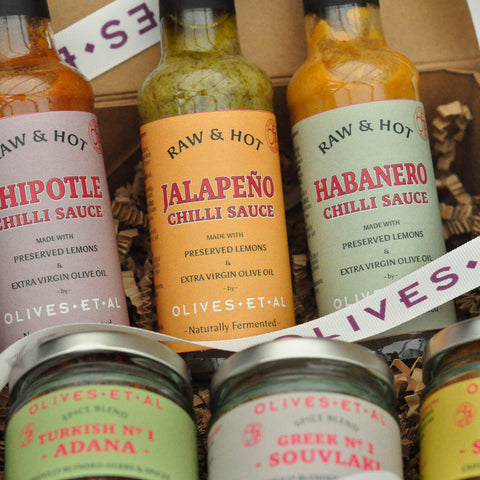 RAW & HOT
CHIPOTLE
CHILLI SAUCE
MADE WITH
PRESERVED LEMONS
&
EXTRA VIRGIN OLIVE OIL
- by -
OLIVES·ET·AL
RAW & HOT
JALAPEÑO
CHILLI SAUCE
MADE WITH
PRESERVED LEMONS
&
EXTRA VIRGIN OLIVE OIL
- by -
OLIVES·ET·AL
- Naturally Fermented -
RAW & HOT
HABANERO
CHILLI SAUCE
MADE WITH
PRESERVED LEMONS
&
EXTRA VIRGIN OLIVE OIL
- by -
OLIVES·
OLIVES·ET·AL
SPICE BLEND
TURKISH Nº 1
- ADANA -
OLIVES·ET·AL
SPICE BLEND
GREEK Nº 1
- SOUVLAKI